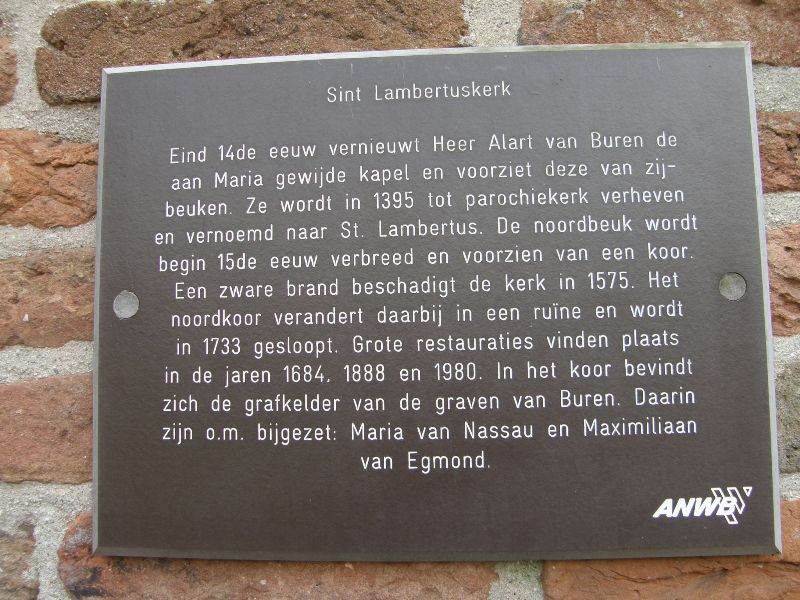 Sint Lambertuskerk
Eind 14de eeuw vernieuwt Heer Alart van Buren de
aan Maria gewijde kapel en voorziet deze van zij-
beuken. Ze wordt in 1395 tot parochiekerk verheven
en vernoemd naar St. Lambertus. De noordbeuk wordt
begin 15de eeuw verbreed en voorzien van een koor.
Een zware brand beschadigt de kerk in 1575. Het
noordkoor verandert daarbij in een ruïne en wordt
in 1733 gesloopt. Grote restauraties vinden plaats
in de jaren 1684, 1888 en 1980. In het koor bevindt
zich de grafkelder van de graven van Buren. Daarin
zijn o.m. bijgezet: Maria van Nassau en Maximiliaan
van Egmond.
ANWB